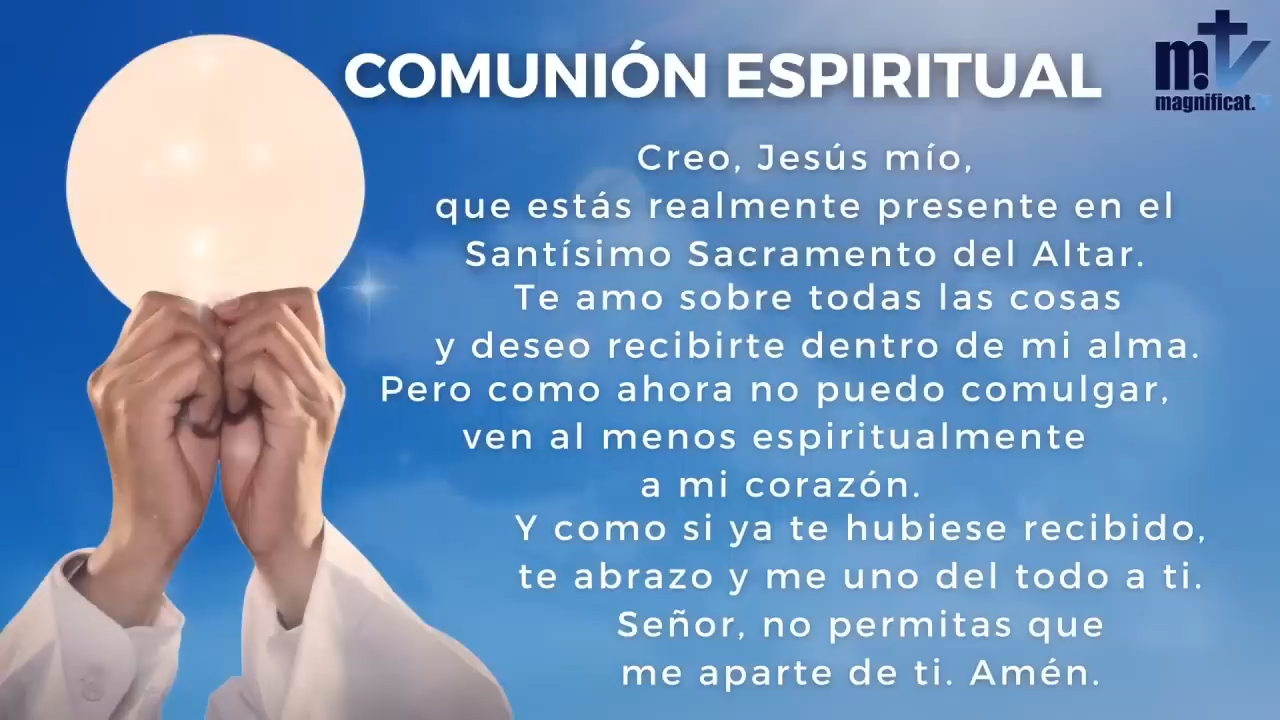 COMUNIÓN ESPIRITUAL
mtv
magnificat.tv
Creo, Jesús mío,
que estás realmente presente en el
Santísimo Sacramento del Altar.
Te amo sobre todas las cosas
y deseo recibirte dentro de mi alma.
Pero como ahora no puedo comulgar,
ven al menos espiritualmente
a mi corazón.
Y como si ya te hubiese recibido,
te abrazo y me uno del todo a ti.
Señor, no permitas que
me aparte de ti. Amén.